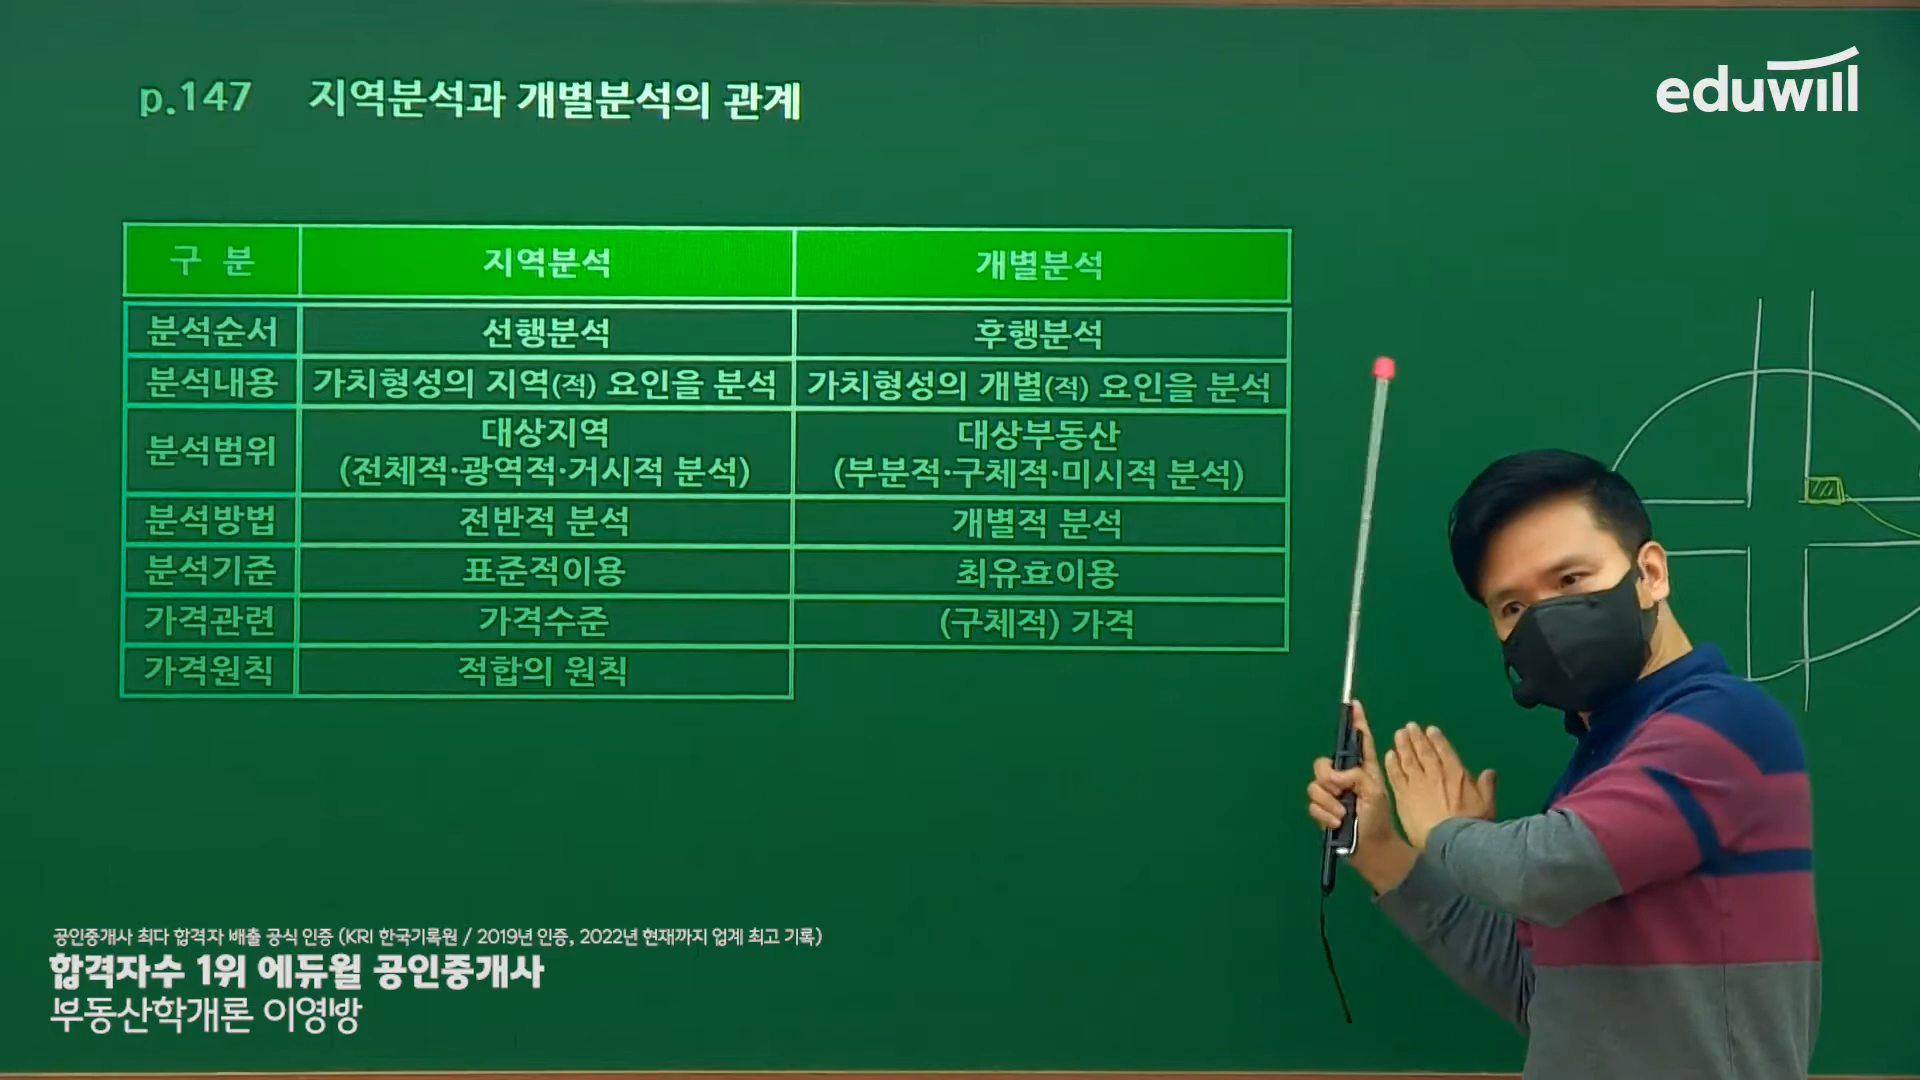 p.147 지역분석과 개별분석의 관계
eduwill
구 분 지역분석 개별분석
분석순서 선행분석 후행분석
분석내용 가치형성의 지역(적) 요인을 분석 가치형성의 개별(적) 요인을 분석
분석범위 대상지역 대상부동산
(전체적·광역적·거시적 분석) (부분적·구체적·미시적 분석)
분석방법 전반적 분석 개별적 분석
분석기준 표준적이용 최유효이용
가격관련 가격수준 (구체적) 가격
가격원칙 적합의 원칙
공인중개사 최다 합격자 배출 공식 인증 (KRI 한국기록원 / 2019년 인증, 2022년 현재까지 업계 최고 기록)
합격자수 1위 에듀윌 공인중개사
부동산학개론 이영방